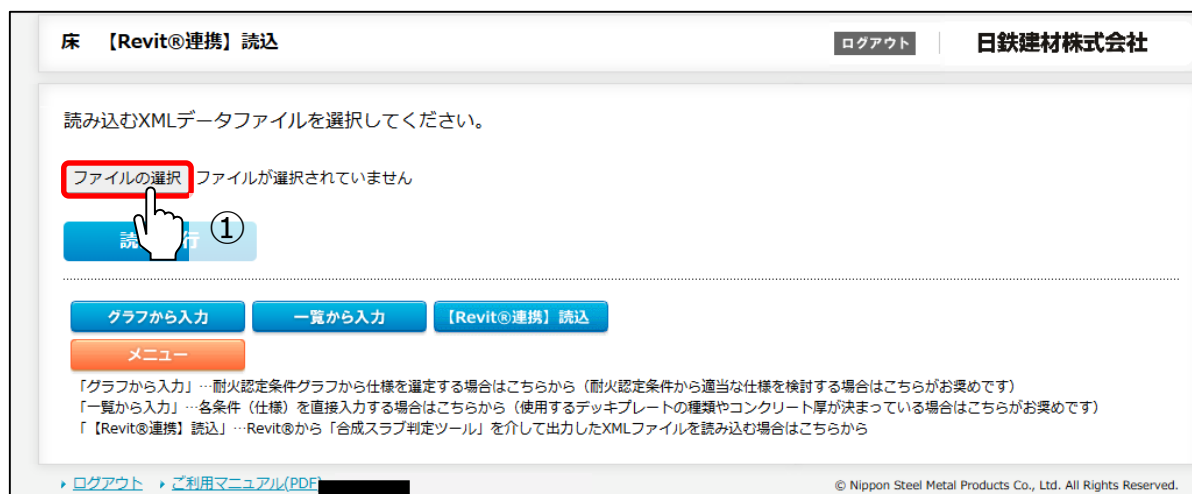 床 【Revit®連携】読込 ログアウト 日鉄建材株式会社
読み込むXMLデータファイルを選択してください。
ファイルの選択 ファイルが選択されていません
①
読 行
グラフから入力 一覧から入力 【Revit®連携】読込
メニュー
「グラフから入力」…耐火認定条件グラフから仕様を選定する場合はこちらから（耐火認定条件から適当な仕様を検討する場合はこちらがお奨めです）
「一覧から入力」…各条件（仕様）を直接入力する場合はこちらから（使用するデッキプレートの種類やコンクリート厚が決まっている場合はこちらがお奨めです）
「【Revit®連携】読込」…Revit®から「合成スラブ判定ツール」を介して出力したXMLファイルを読み込む場合はこちらから
ログアウト ご利用マニュアル(PDF) © Nippon Steel Metal Products Co., Ltd. All Rights Reserved.